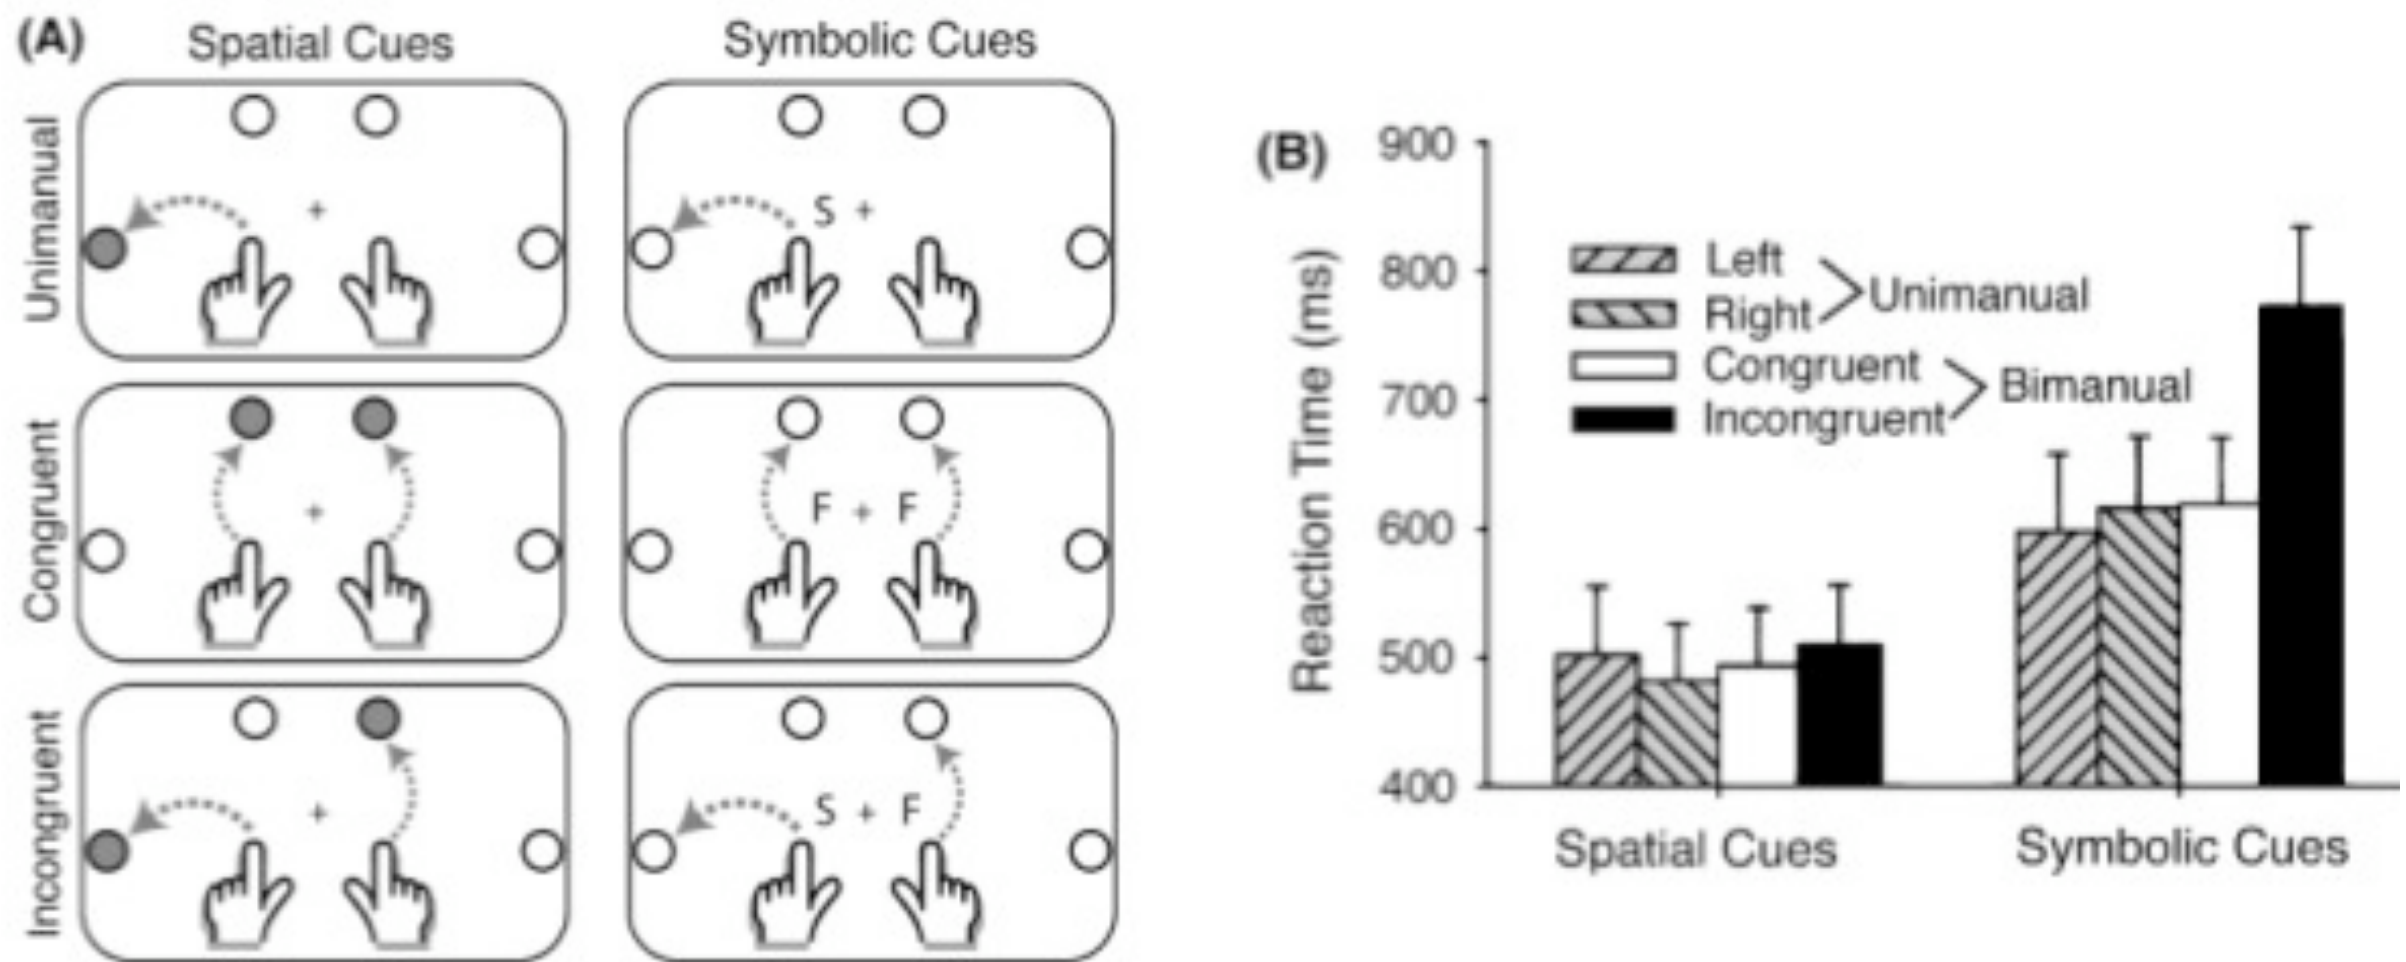 (A)
Spatial Cues
Symbolic Cues
Unimanual
+
S +
Congruent
+
F + F
Incongruent
+
S + F
(B)
Reaction Time (ms)
900
800
700
600
500
400
Left
Right
Unimanual
Congruent
Incongruent
Bimanual
Spatial Cues
Symbolic Cues